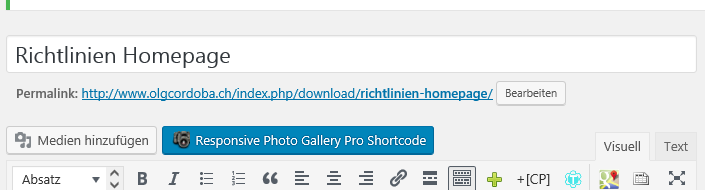 Richtlinien Homepage
Permalink: http://www.olgcordoba.ch/index.php/download/richtlinien-homepage/ Bearbeiten
Medien hinzufügen Responsive Photo Gallery Pro Shortcode Visuell Text
Absatz B I “ +[CP]